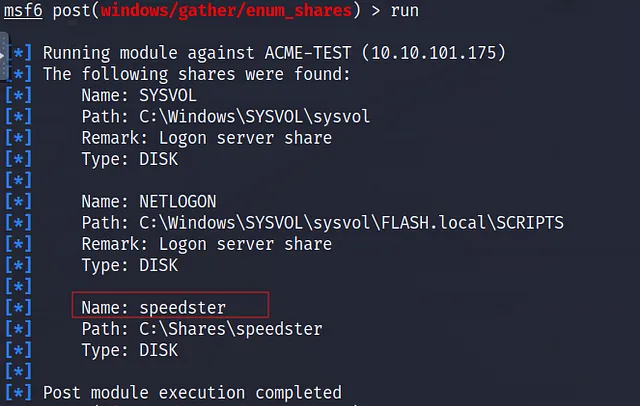 msf6 post(windows/gather/enum_shares) > run
[*] Running module against ACME-TEST (10.10.101.175)
[*] The following shares were found:
[*]     Name: SYSVOL
[*]     Path: C:\Windows\SYSVOL\sysvol
[*]     Remark: Logon server share
[*]     Type: DISK
[*]
[*]     Name: NETLOGON
[*]     Path: C:\Windows\SYSVOL\sysvol\FLASH.local\SCRIPTS
[*]     Remark: Logon server share
[*]     Type: DISK
[*]
[*]     Name: speedster
[*]     Path: C:\Shares\speedster
[*]     Type: DISK
[*]
[*] Post module execution completed